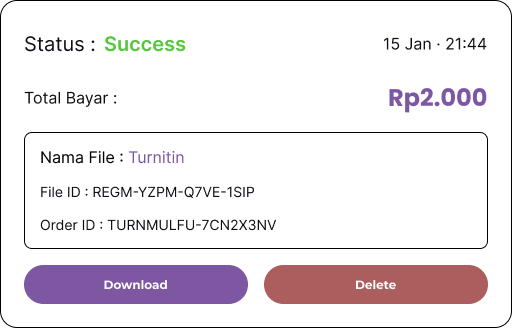 Status : Success
15 Jan · 21:44
Total Bayar :
Rp2.000
Nama File : Turnitin
File ID : REGM-YZPM-Q7VE-1SIP
Order ID : TURNMULFU-7CN2X3NV
Download
Delete